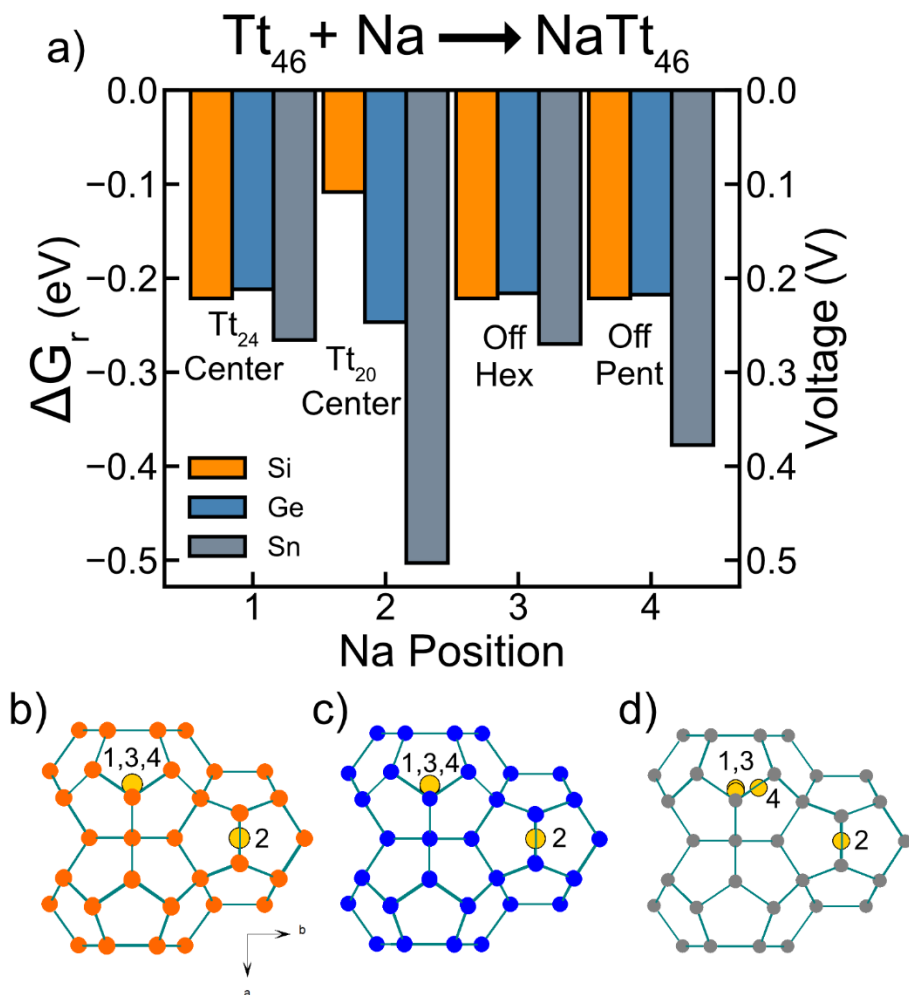 a) Tt₄₆ + Na → NaTt₄₆
0.0 0.0
−0.1 0.1
−0.2 0.2
−0.3 0.3
−0.4 0.4
−0.5 0.5
ΔGᵣ (eV)
Voltage (V)
Tt₂₄
Center
Tt₂₀
Center
Off
Hex
Off
Pent
Si
Ge
Sn
1 2 3 4
Na Position
b)
1,3,4
2
b
a
c)
1,3,4
2
d)
1,3
4
2